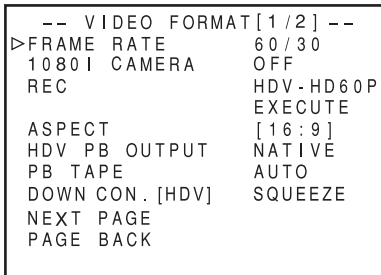 -- VIDEO FORMAT[1/2] --
▷FRAME RATE 60/30
1080I CAMERA OFF
REC HDV-HD60P
EXECUTE
ASPECT [16:9]
HDV PB OUTPUT NATIVE
PB TAPE AUTO
DOWN CON.[HDV] SQUEEZE
NEXT PAGE
PAGE BACK